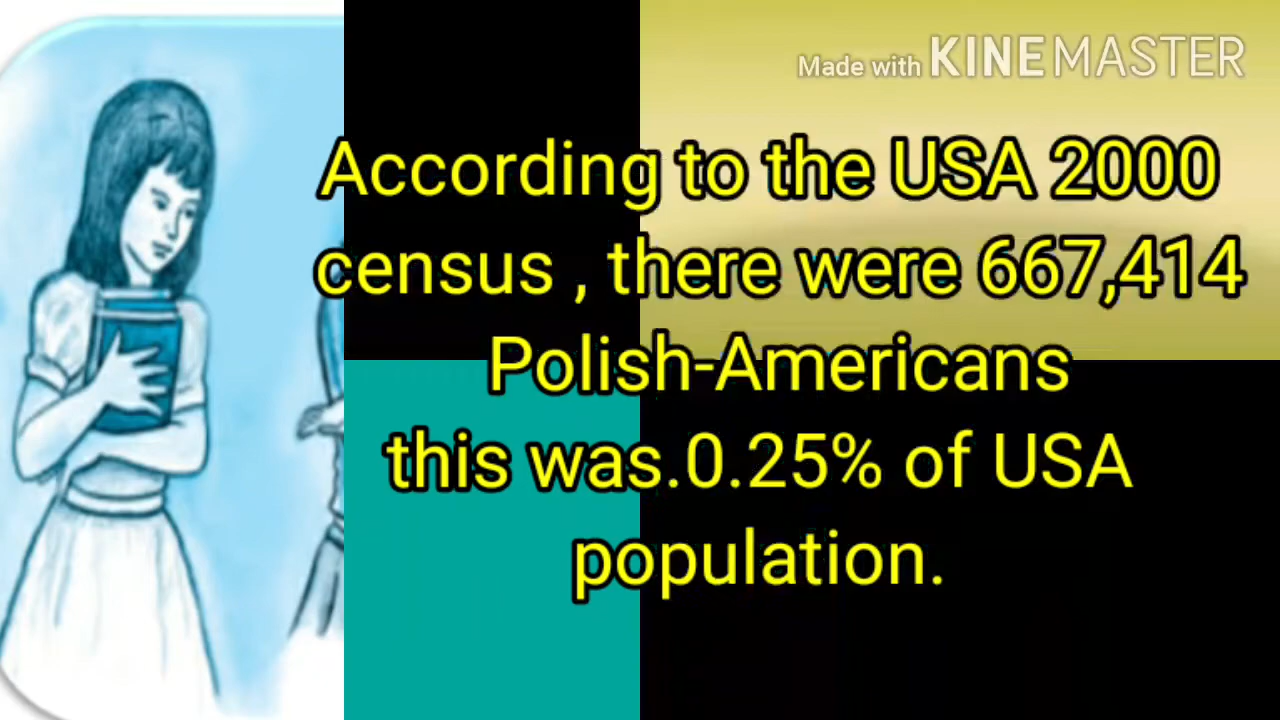 Made with KINEMASTER
According to the USA 2000
census , there were 667,414
Polish-Americans
this was.0.25% of USA
population.